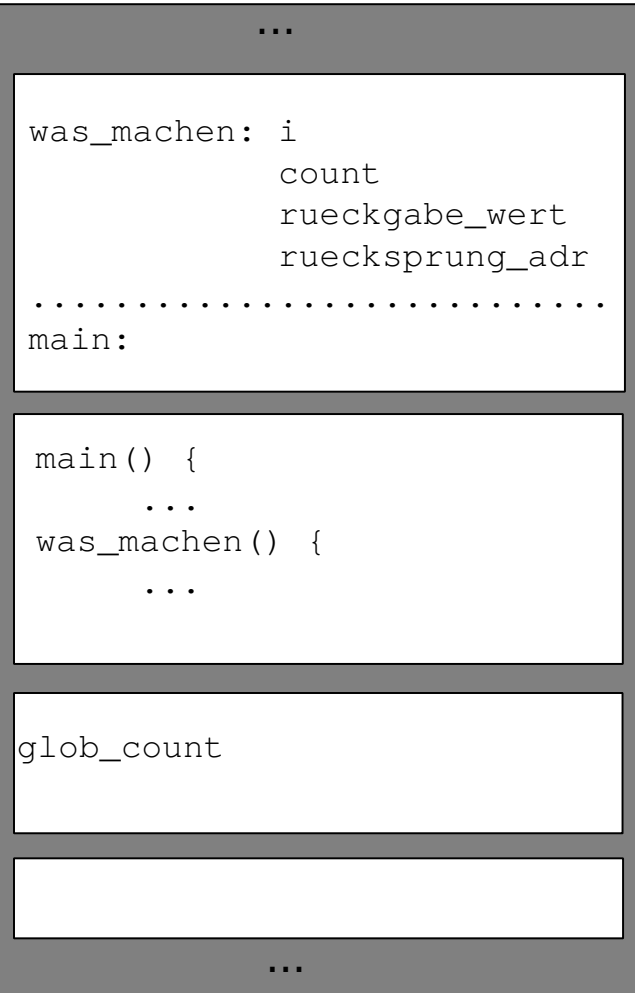 ...
was_machen: i
count
rueckgabe_wert
ruecksprung_adr
............................
main:
main() {
...
was_machen() {
...
glob_count
...